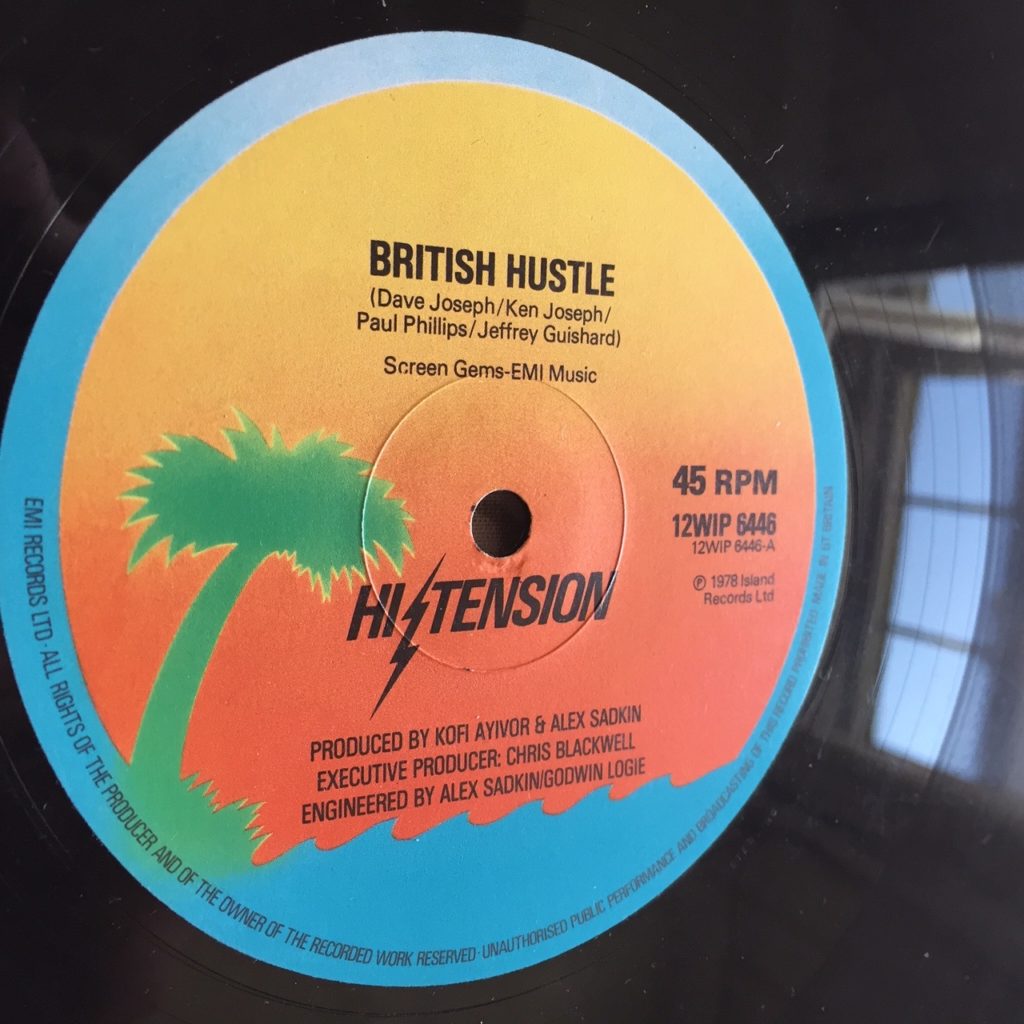 BRITISH HUSTLE
(Dave Joseph/Ken Joseph/
Paul Phillips/Jeffrey Guishard)
Screen Gems-EMI Music
45 RPM
12WIP 6446
12WIP 6446-A
℗ 1978 Island
Records Ltd
HI TENSION
PRODUCED BY KOFI AYIVOR & ALEX SADKIN
EXECUTIVE PRODUCER: CHRIS BLACKWELL
ENGINEERED BY ALEX SADKIN/GODWIN LOGIE
EMI RECORDS LTD · ALL RIGHTS OF THE PRODUCER AND OF THE OWNER OF THE RECORDED WORK RESERVED · UNAUTHORISED PUBLIC PERFORMANCE AND BROADCASTING OF THIS RECORD PROHIBITED MADE IN GT BRITAIN